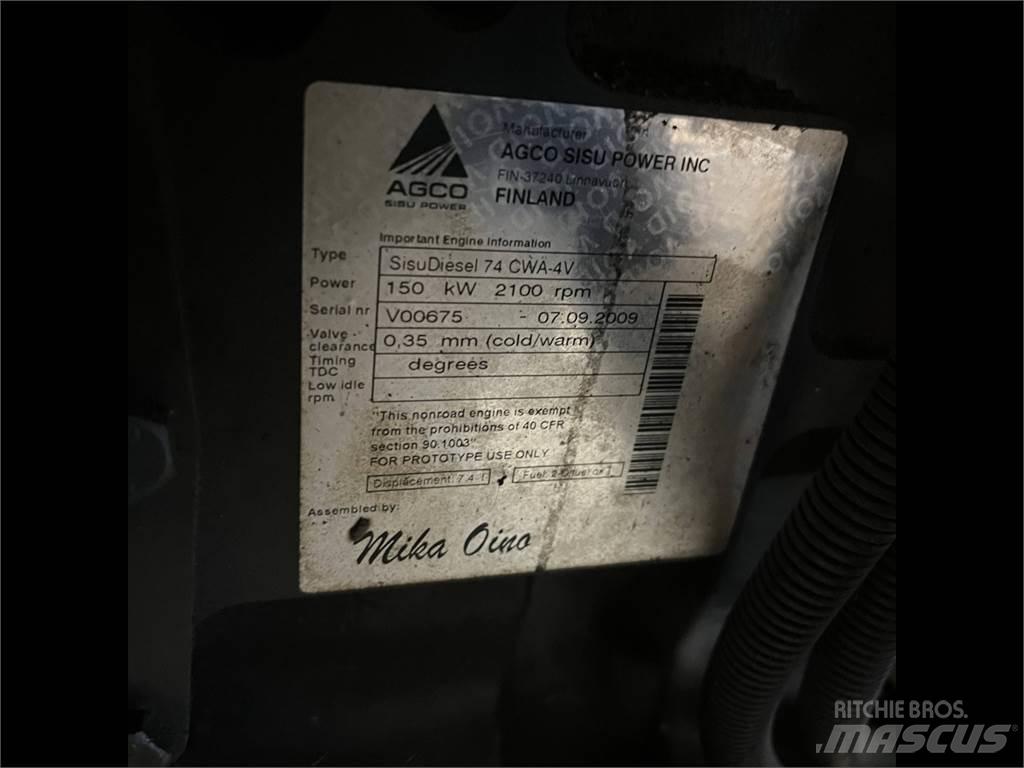 AGCO
SISU POWER
Manufacturer
AGCO SISU POWER INC
FIN-37240 Linnavuori
FINLAND
Important Engine Information
Type SisuDiesel 74 CWA-4V
Power 150 kW 2100 rpm
Serial nr V00675 - 07.09.2009
Valve clearance 0,35 mm (cold/warm)
Timing TDC degrees
Low idle rpm
"This nonroad engine is exempt
from the prohibitions of 40 CFR
section 90.1003"
FOR PROTOTYPE USE ONLY
Displacement: 7.4 l Fuel:
Assembled by:
Mika Oino
RITCHIE BROS.
MASCUS